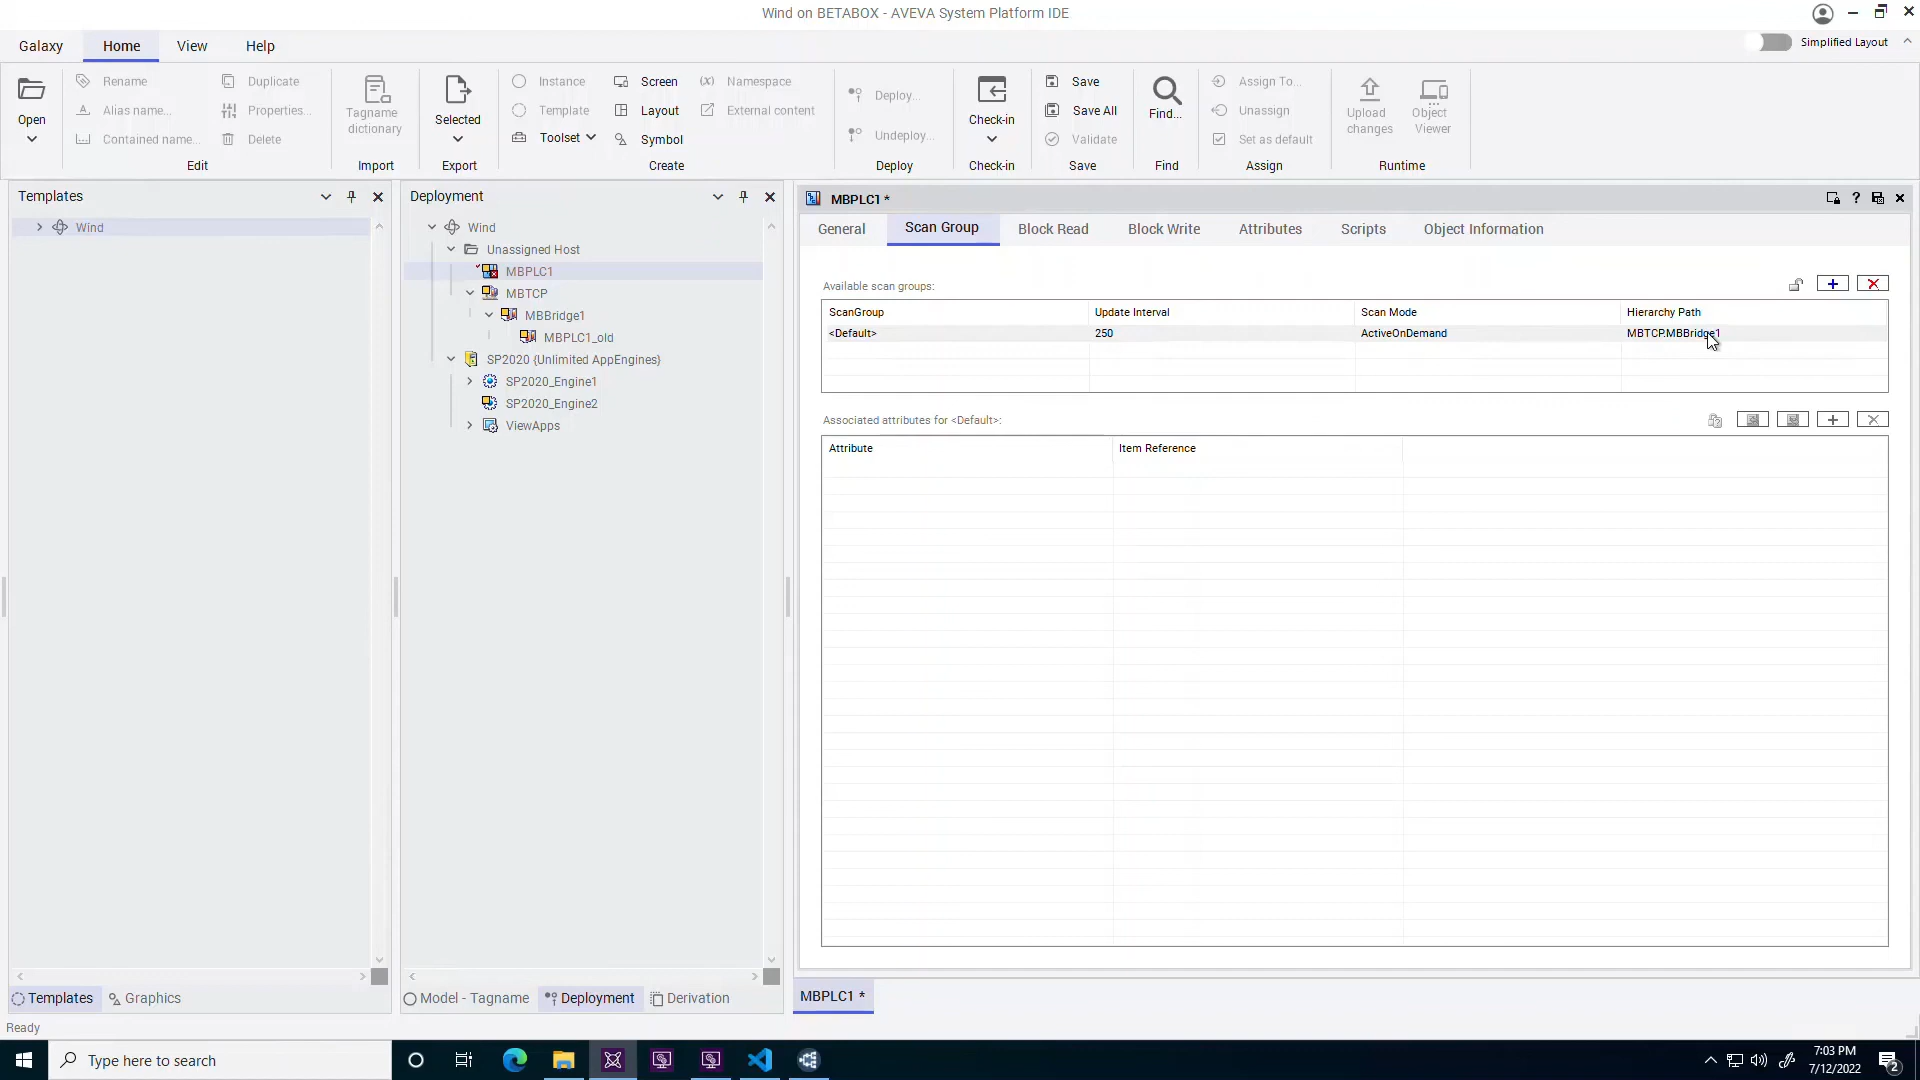 Wind on BETABOX - AVEVA System Platform IDE
Galaxy
Home
View
Help
Simplified Layout
Open
Rename
Alias name...
Contained name...
Duplicate
Properties...
Delete
Edit
Tagname dictionary
Import
Selected
Export
Instance
Template
Toolset
Screen
Layout
Symbol
Namespace
External content
Create
Deploy...
Undeploy...
Deploy
Check-in
Check-in
Save
Save All
Validate
Save
Find...
Find
Assign To...
Unassign
Set as default
Assign
Upload changes
Object Viewer
Runtime
Templates
Wind
Templates
Graphics
Deployment
Wind
Unassigned Host
MBPLC1
MBTCP
MBBridge1
MBPLC1_old
SP2020 {Unlimited AppEngines}
SP2020_Engine1
SP2020_Engine2
ViewApps
Model - Tagname
Deployment
Derivation
MBPLC1 *
General
Scan Group
Block Read
Block Write
Attributes
Scripts
Object Information
Available scan groups:
ScanGroup Update Interval Scan Mode Hierarchy Path
<Default> 250 ActiveOnDemand MBTCP.MBBridge1
Associated attributes for <Default>:
Attribute Item Reference
MBPLC1 *
Ready
Type here to search
7:03 PM
7/12/2022
2